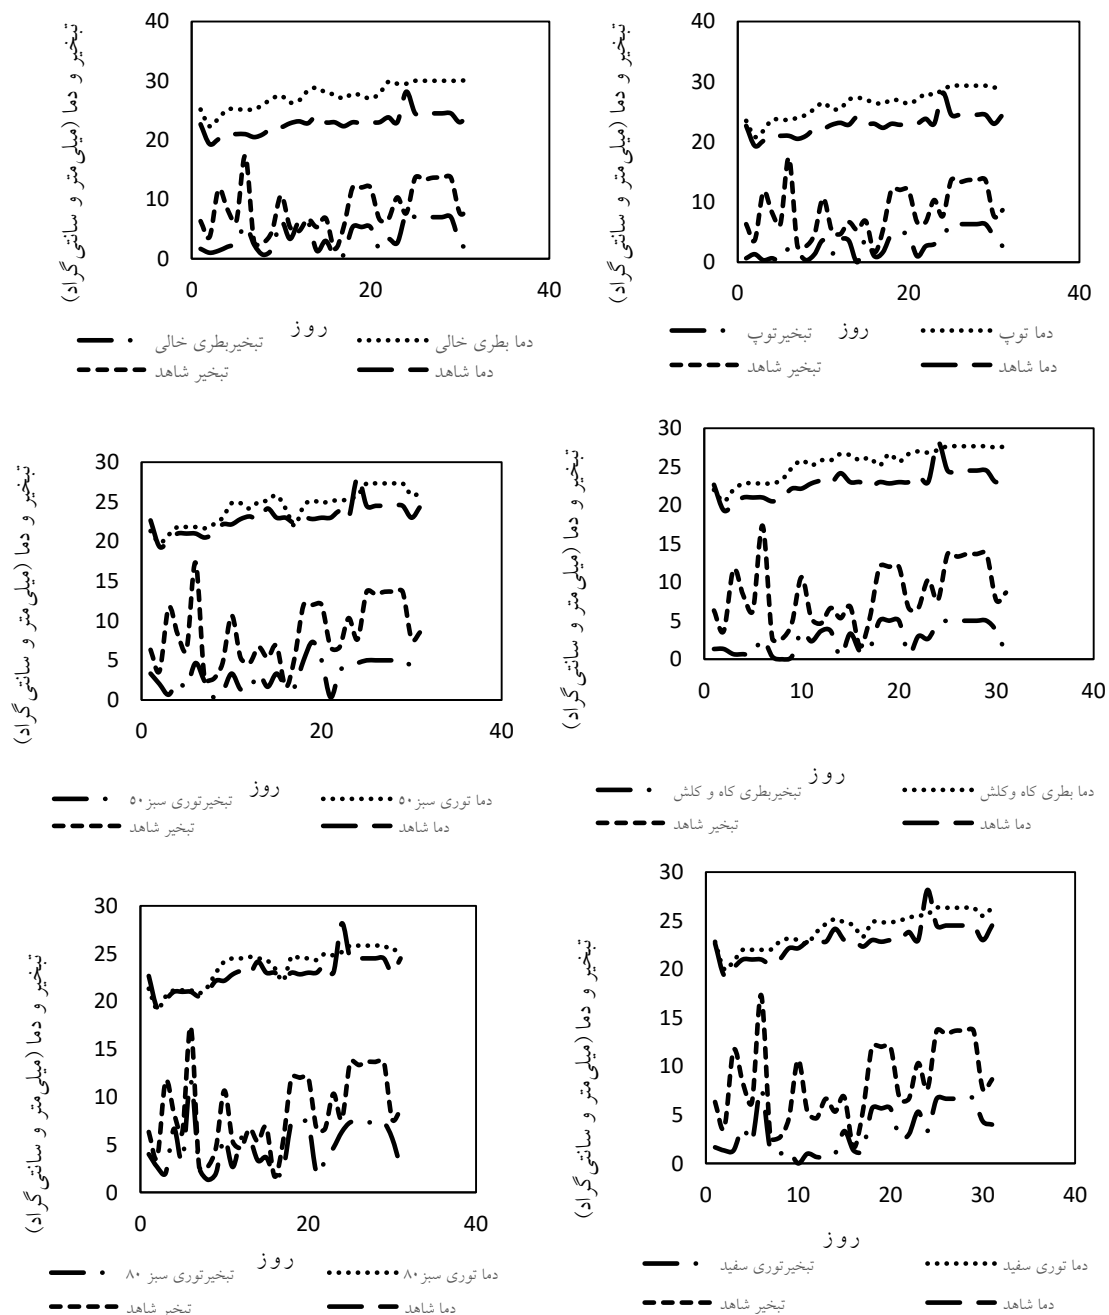 تبخیر و دما (میلی‌متر و سانتی‌گراد)
40
30
20
10
0
0 20 40
روز
تبخیربطری خالی
دما بطری خالی
تبخیر شاهد
دما شاهد
تبخیر و دما (میلی‌متر و سانتی‌گراد)
40
30
20
10
0
0 20 40
روز
تبخیرتوپ
دما توپ
تبخیر شاهد
دما شاهد
تبخیر و دما (میلی‌متر و سانتی‌گراد)
30
25
20
15
10
5
0
0 20 40
روز
تبخیرتوری سبز۵۰
دما توری سبز۵۰
تبخیر شاهد
دما شاهد
تبخیر و دما (میلی‌متر و سانتی‌گراد)
30
25
20
15
10
5
0
0 10 20 30 40
روز
تبخیربطری کاه و کلش
دما بطری کاه وکلش
تبخیر شاهد
دما شاهد
تبخیر و دما (میلی‌متر و سانتی‌گراد)
30
25
20
15
10
5
0
0 20 40
روز
تبخیرتوری سبز ۸۰
دما توری سبز۸۰
تبخیر شاهد
دما شاهد
تبخیر و دما (میلی‌متر و سانتی‌گراد)
30
25
20
15
10
5
0
0 10 20 30 40
روز
تبخیرتوری سفید
دما توری سفید
تبخیر شاهد
دما شاهد